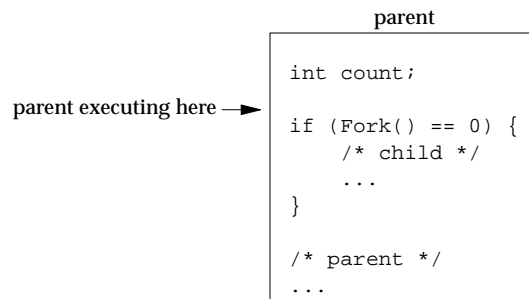 parent
int count;
parent executing here
if (Fork() == 0) {
/* child */
...
}
/* parent */
...